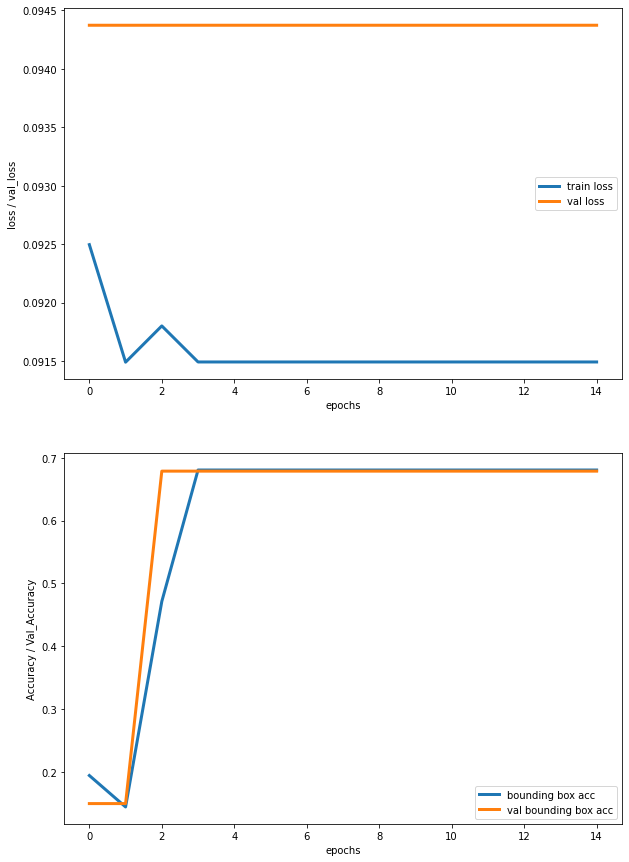 0.0945
0.0940
0.0935
0.0930
0.0925
0.0920
0.0915
loss / val_loss
train loss
val loss
0 2 4 6 8 10 12 14
epochs
0.7
0.6
0.5
0.4
0.3
0.2
Accuracy / Val_Accuracy
bounding box acc
val bounding box acc
0 2 4 6 8 10 12 14
epochs